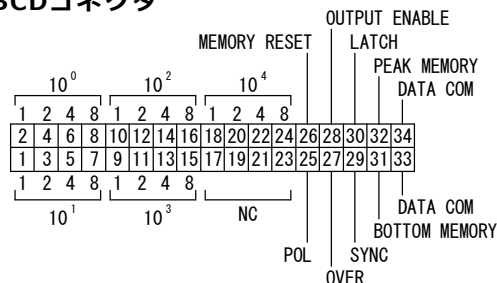 BCDコネクタ
OUTPUT ENABLE
MEMORY RESET LATCH
PEAK MEMORY
DATA COM
10⁰ 10² 10⁴
1 2 4 8 1 2 4 8 1 2 4 8
2 4 6 8 10 12 14 16 18 20 22 24 26 28 30 32 34
1 3 5 7 9 11 13 15 17 19 21 23 25 27 29 31 33
1 2 4 8 1 2 4 8
10¹ 10³ NC
DATA COM
BOTTOM MEMORY
POL SYNC
OVER